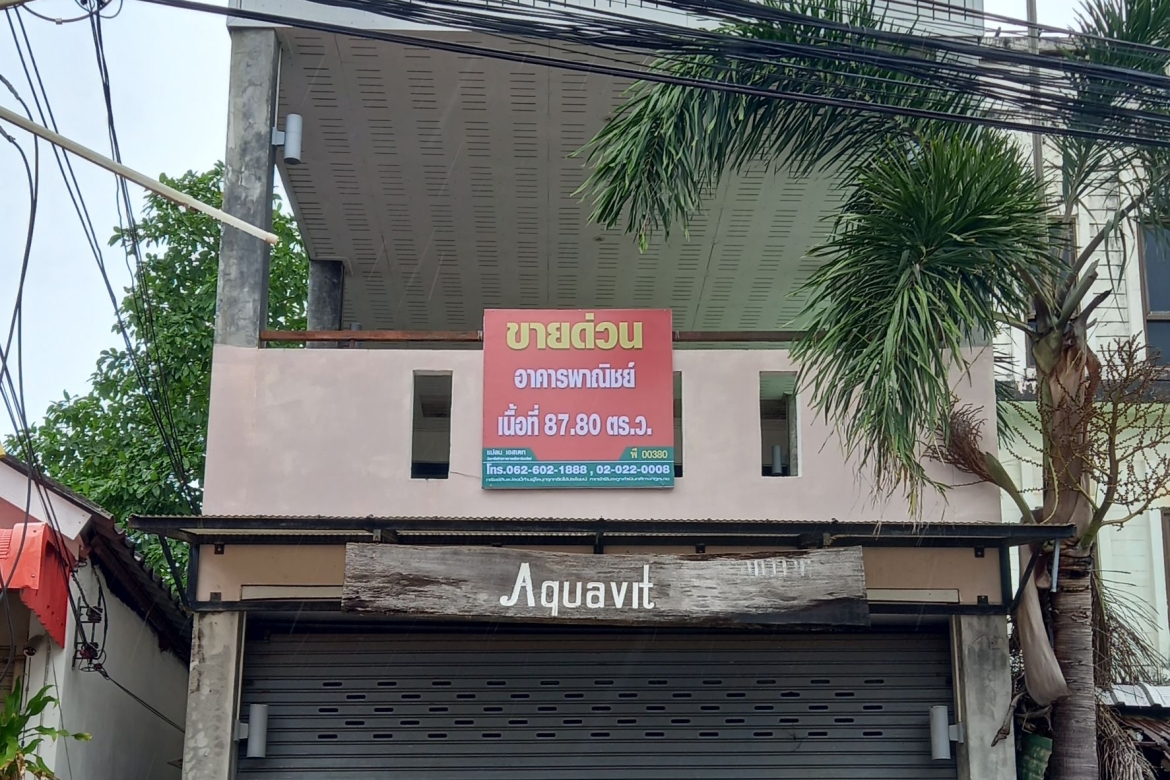 ขายด่วน
อาคารพาณิชย์
เนื้อที่ 87.80 ตร.ว.
พี 00380
โทร.062-602-1888 , 02-022-0008
Aquavit